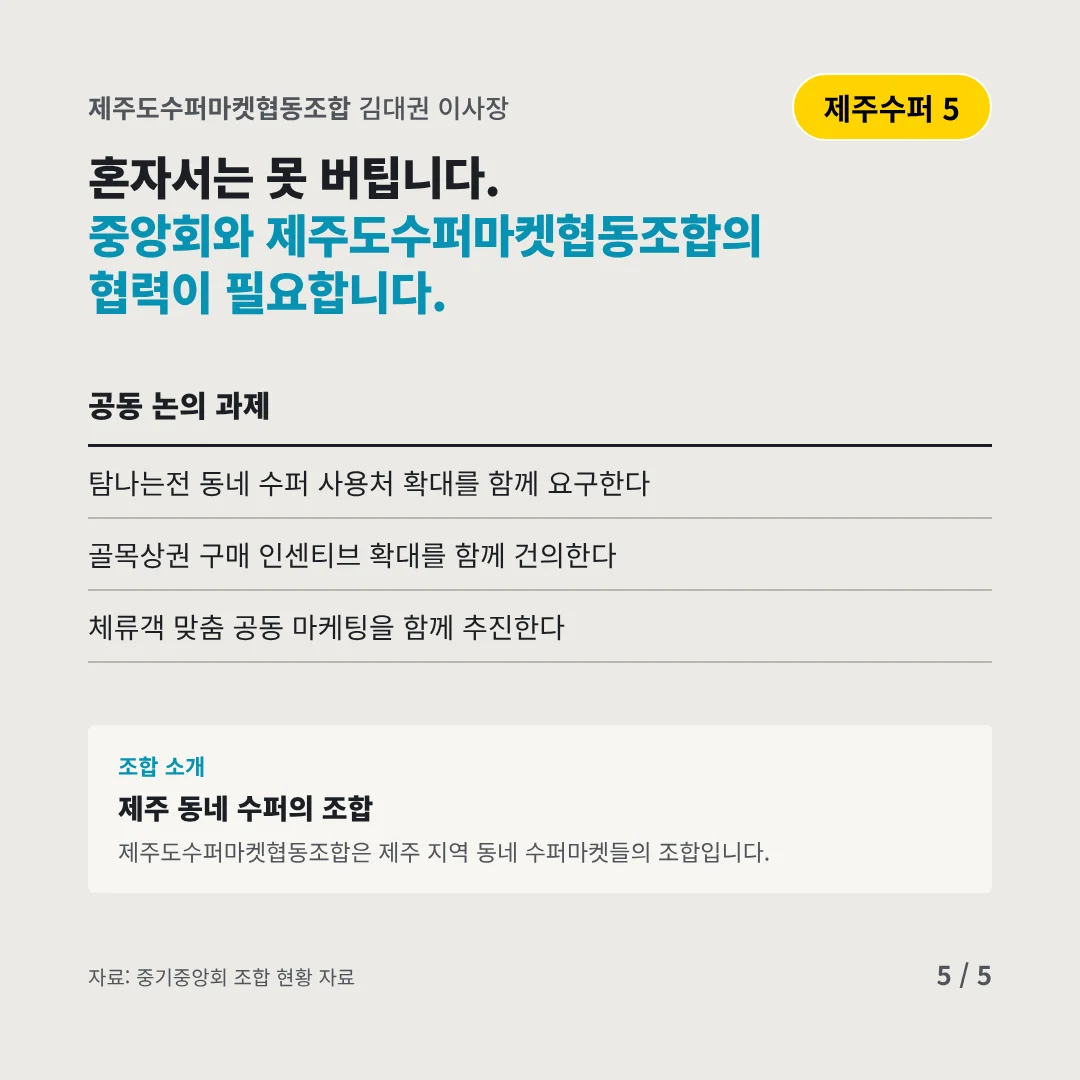 제주도수퍼마켓협동조합 김대권 이사장
제주수퍼 5
혼자서는 못 버팁니다.
중앙회와 제주도수퍼마켓협동조합의
협력이 필요합니다.
공동 논의 과제
탐나는전 동네 수퍼 사용처 확대를 함께 요구한다
골목상권 구매 인센티브 확대를 함께 건의한다
체류객 맞춤 공동 마케팅을 함께 추진한다
조합 소개
제주 동네 수퍼의 조합
제주도수퍼마켓협동조합은 제주 지역 동네 수퍼마켓들의 조합입니다.
자료: 중기중앙회 조합 현황 자료
5 / 5